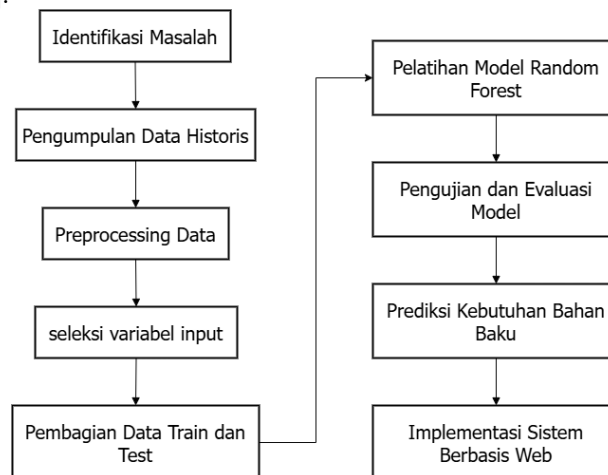 Identifikasi Masalah
Pengumpulan Data Historis
Preprocessing Data
seleksi variabel input
Pembagian Data Train dan
Test
Pelatihan Model Random
Forest
Pengujian dan Evaluasi
Model
Prediksi Kebutuhan Bahan
Baku
Implementasi Sistem
Berbasis Web